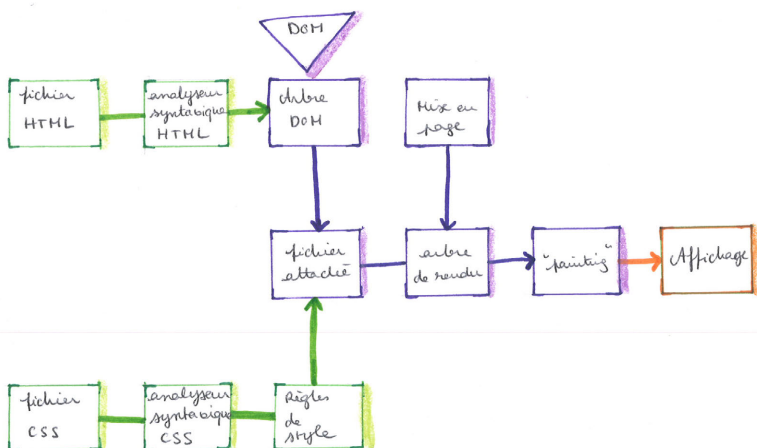 DOM
fichier
HTML
analyseur
syntaxique
HTML
Arbre
DOM
Mise en
page
fichier
attaché
arbre
de rendu
"painting"
Affichage
fichier
CSS
analyseur
syntaxique
CSS
Règles
de
style